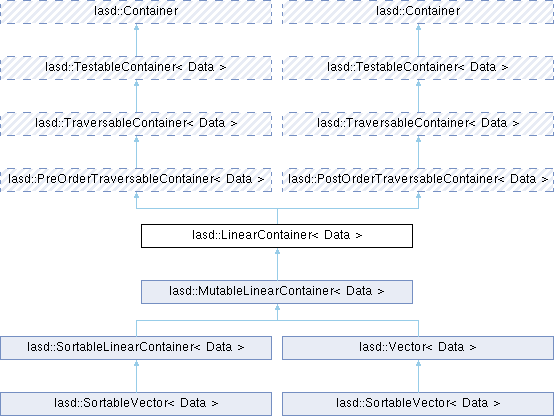 lasd::Container
lasd::Container
lasd::TestableContainer< Data >
lasd::TestableContainer< Data >
lasd::TraversableContainer< Data >
lasd::TraversableContainer< Data >
lasd::PreOrderTraversableContainer< Data >
lasd::PostOrderTraversableContainer< Data >
lasd::LinearContainer< Data >
lasd::MutableLinearContainer< Data >
lasd::SortableLinearContainer< Data >
lasd::Vector< Data >
lasd::SortableVector< Data >
lasd::SortableVector< Data >